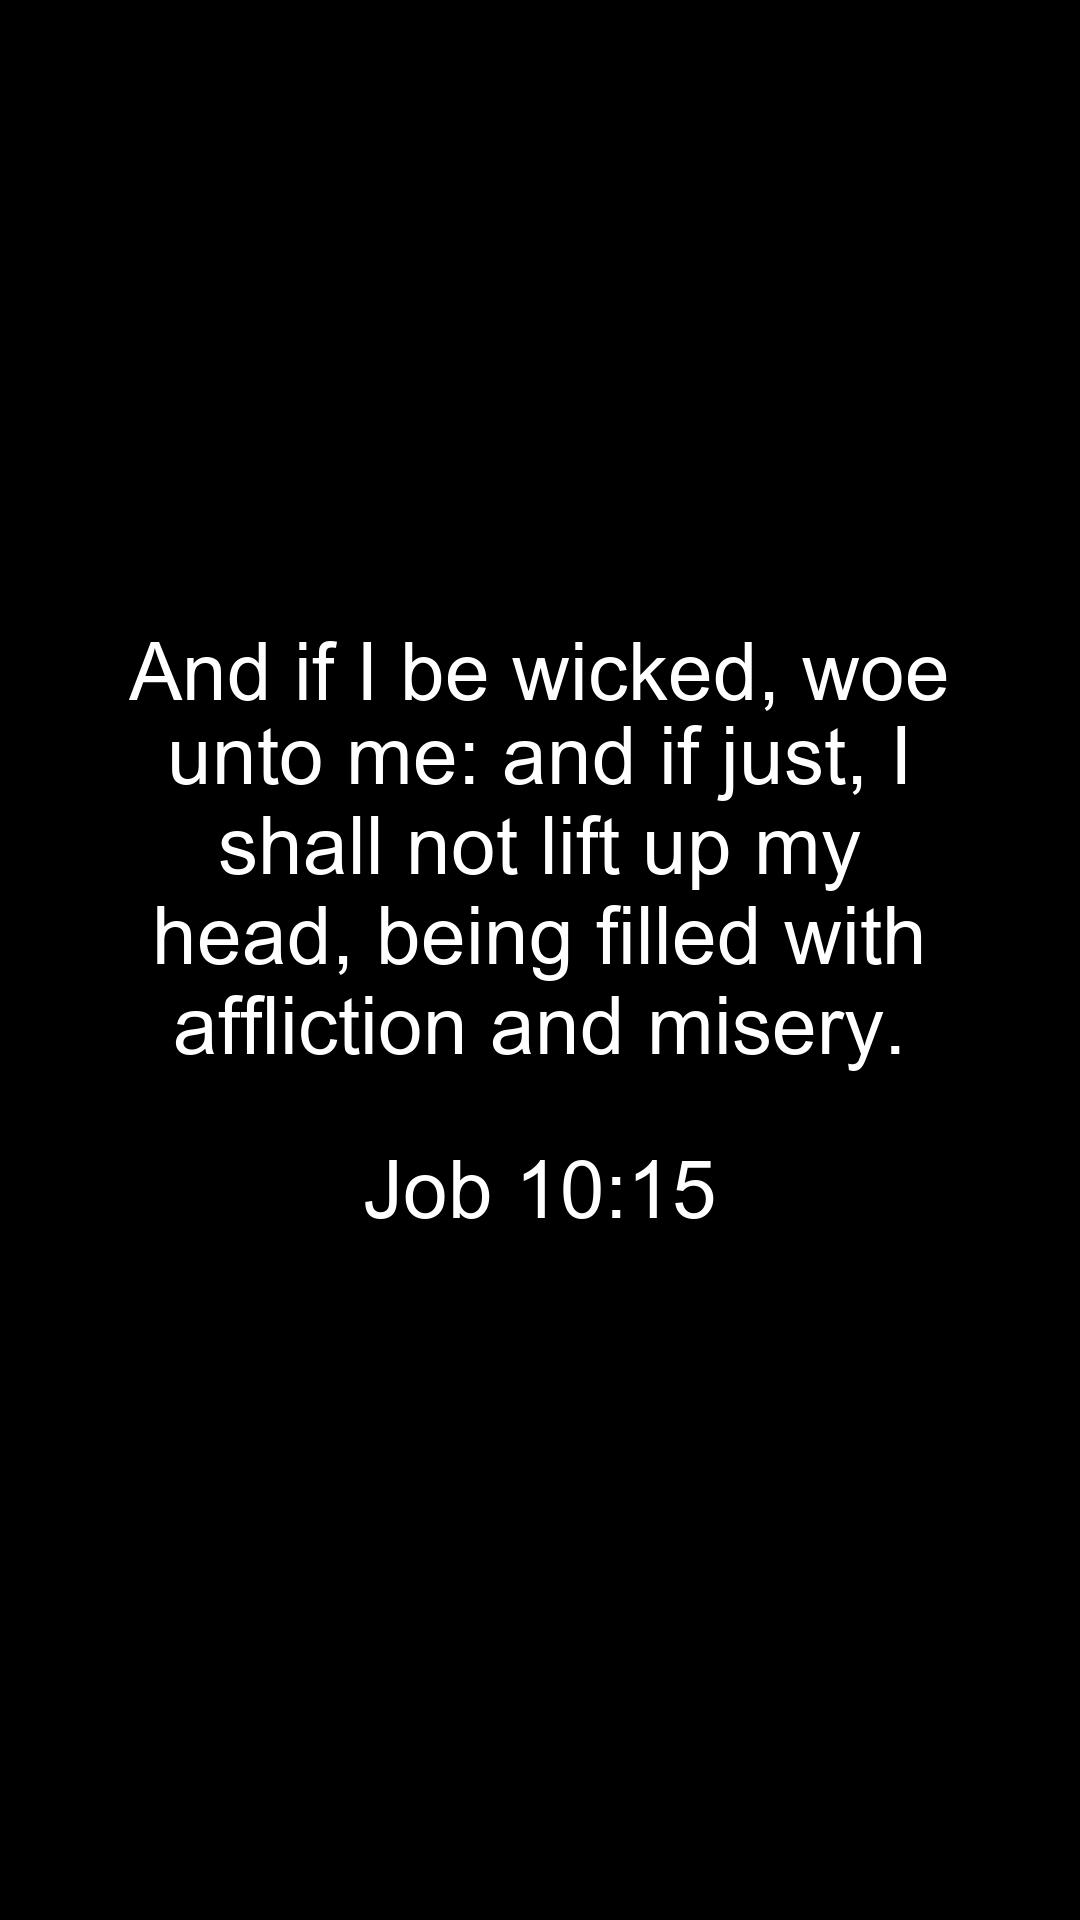 And if I be wicked, woe
unto me: and if just, I
shall not lift up my
head, being filled with
affliction and misery.
Job 10:15